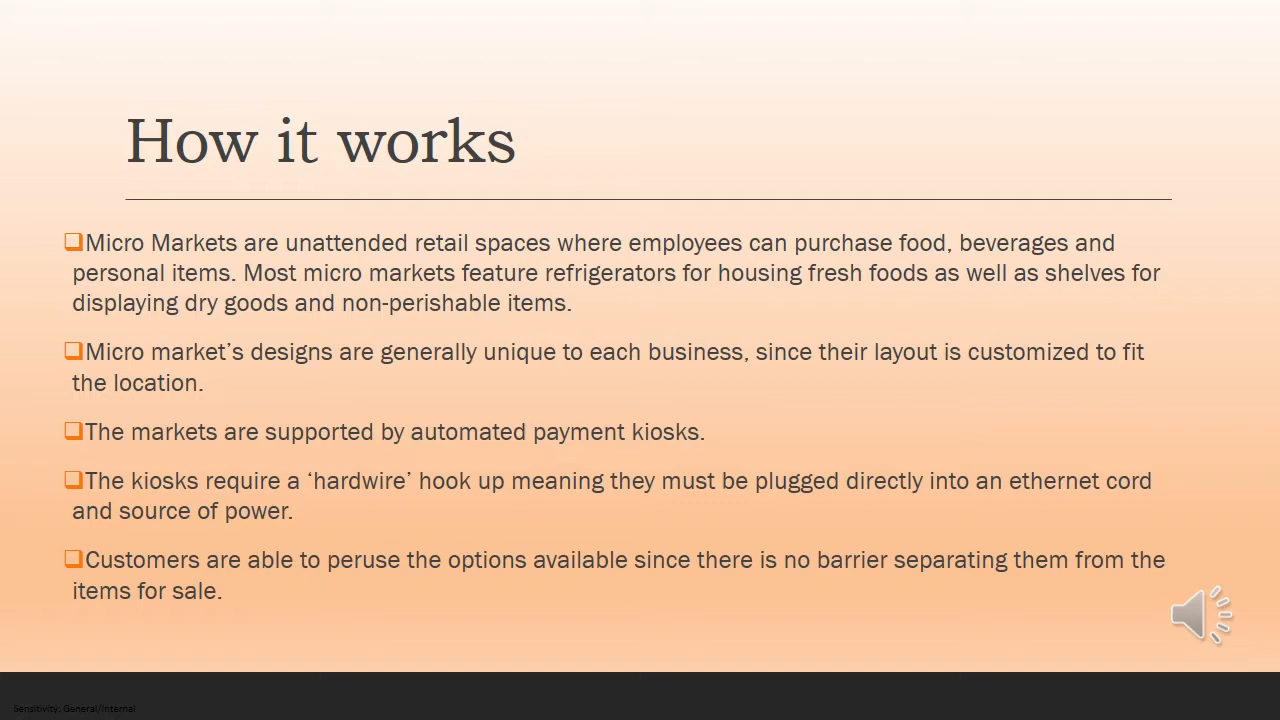 How it works
Micro Markets are unattended retail spaces where employees can purchase food, beverages and
personal items. Most micro markets feature refrigerators for housing fresh foods as well as shelves for
displaying dry goods and non-perishable items.
Micro market’s designs are generally unique to each business, since their layout is customized to fit
the location.
The markets are supported by automated payment kiosks.
The kiosks require a ‘hardwire’ hook up meaning they must be plugged directly into an ethernet cord
and source of power.
Customers are able to peruse the options available since there is no barrier separating them from the
items for sale.
Sensitivity: General/Internal